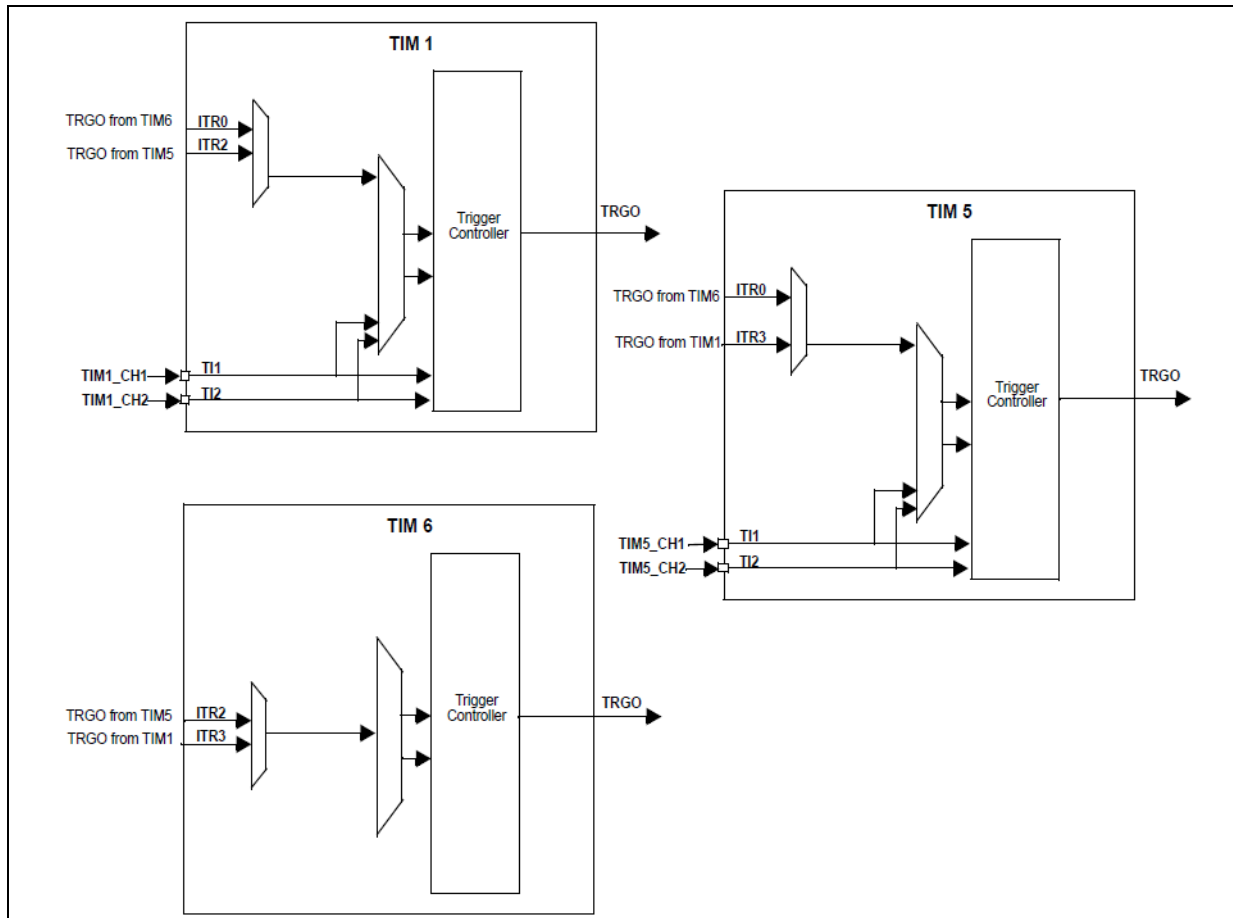 TIM 1
TRGO from TIM6
ITR0
TRGO from TIM5
ITR2
Trigger
Controller
TRGO
TIM1_CH1
TI1
TIM1_CH2
TI2
TIM 5
TRGO from TIM6
ITR0
TRGO from TIM1
ITR3
Trigger
Controller
TRGO
TIM5_CH1
TI1
TIM5_CH2
TI2
TIM 6
TRGO from TIM5
ITR2
TRGO from TIM1
ITR3
Trigger
Controller
TRGO